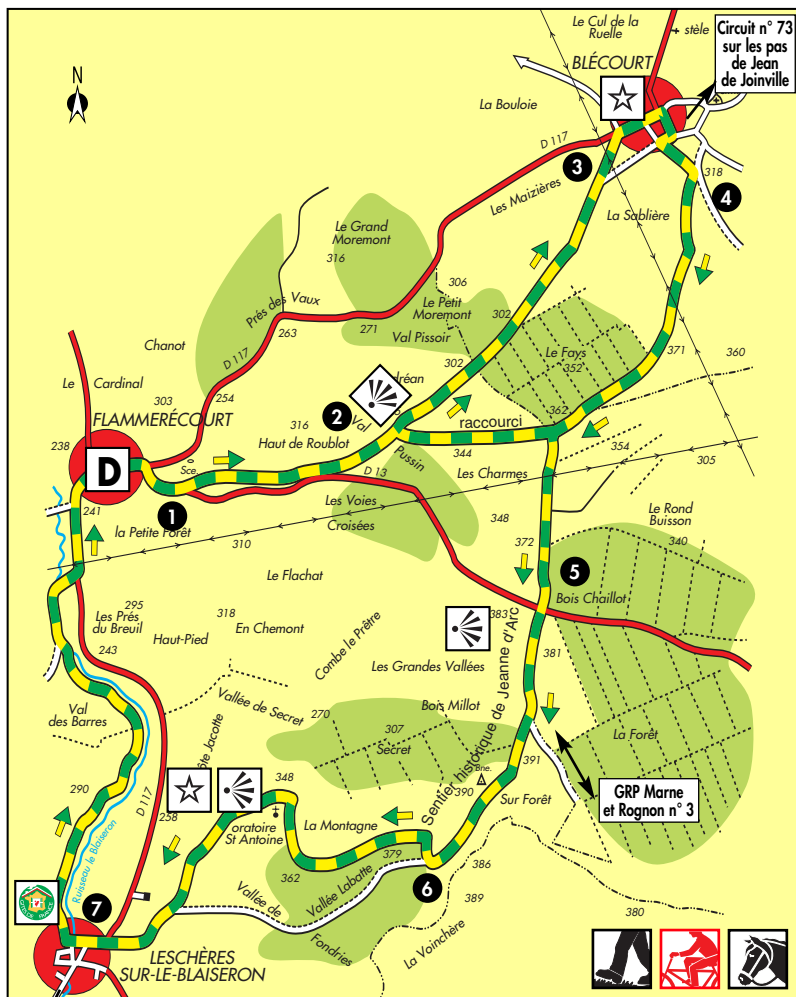 Le Cul de la
Ruelle
stèle
Circuit n° 73
sur les pas
de Jean
de Joinville
BLÉCOURT
N
La Bouloie
D 117
3
Les Maizières
318
4
La Sablière
Le Grand
Moremont
316
306
Le Petit
Moremont
302
Près des Vaux
263
271
Val Pissoir
Le Fays
352
371
360
Chanot
D 117
302
Le Cardinal
303
254
362
FLAMMERÉCOURT
2
Val
raccourci
316
Haut de Roublot
344
354
238
D
Sce.
Pussin
D 13
Les Charmes
305
1
Les Voies
Croisées
348
Le Rond
Buisson
241
la Petite Forêt
310
372
340
Le Flachat
5
Bois Chaillot
295
Les Prés
du Breuil
318
En Chemont
383
243
Haut-Pied
Combe le Prêtre
381
Les Grandes Vallées
Val
des Barres
Vallée de Secret
270
Bois Millot
307
Secret
Sentier historique de Jeanne d'Arc
La Forêt
Bne.
391
390
290
348
Sur Forêt
GRP Marne
et Rognon n° 3
D 117
258
oratoire
St Antoine
La Montagne
379
386
362
Vallée Labatte
6
389
Ruisseau le Blaiseron
7
Vallée de
Fondries
La Voinchère
380
LESCHÈRES
SUR-LE-BLAISERON